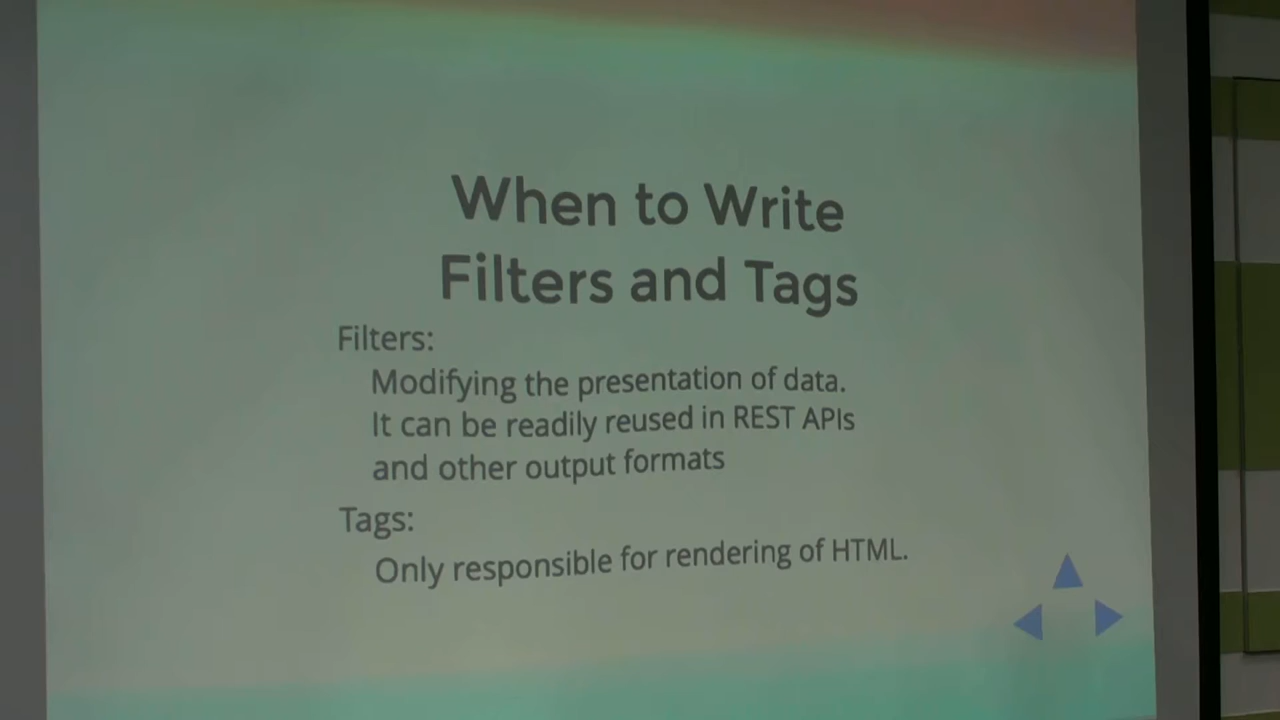 When to Write
Filters and Tags
Filters:
Modifying the presentation of data.
It can be readily reused in REST APIs
and other output formats
Tags:
Only responsible for rendering of HTML.